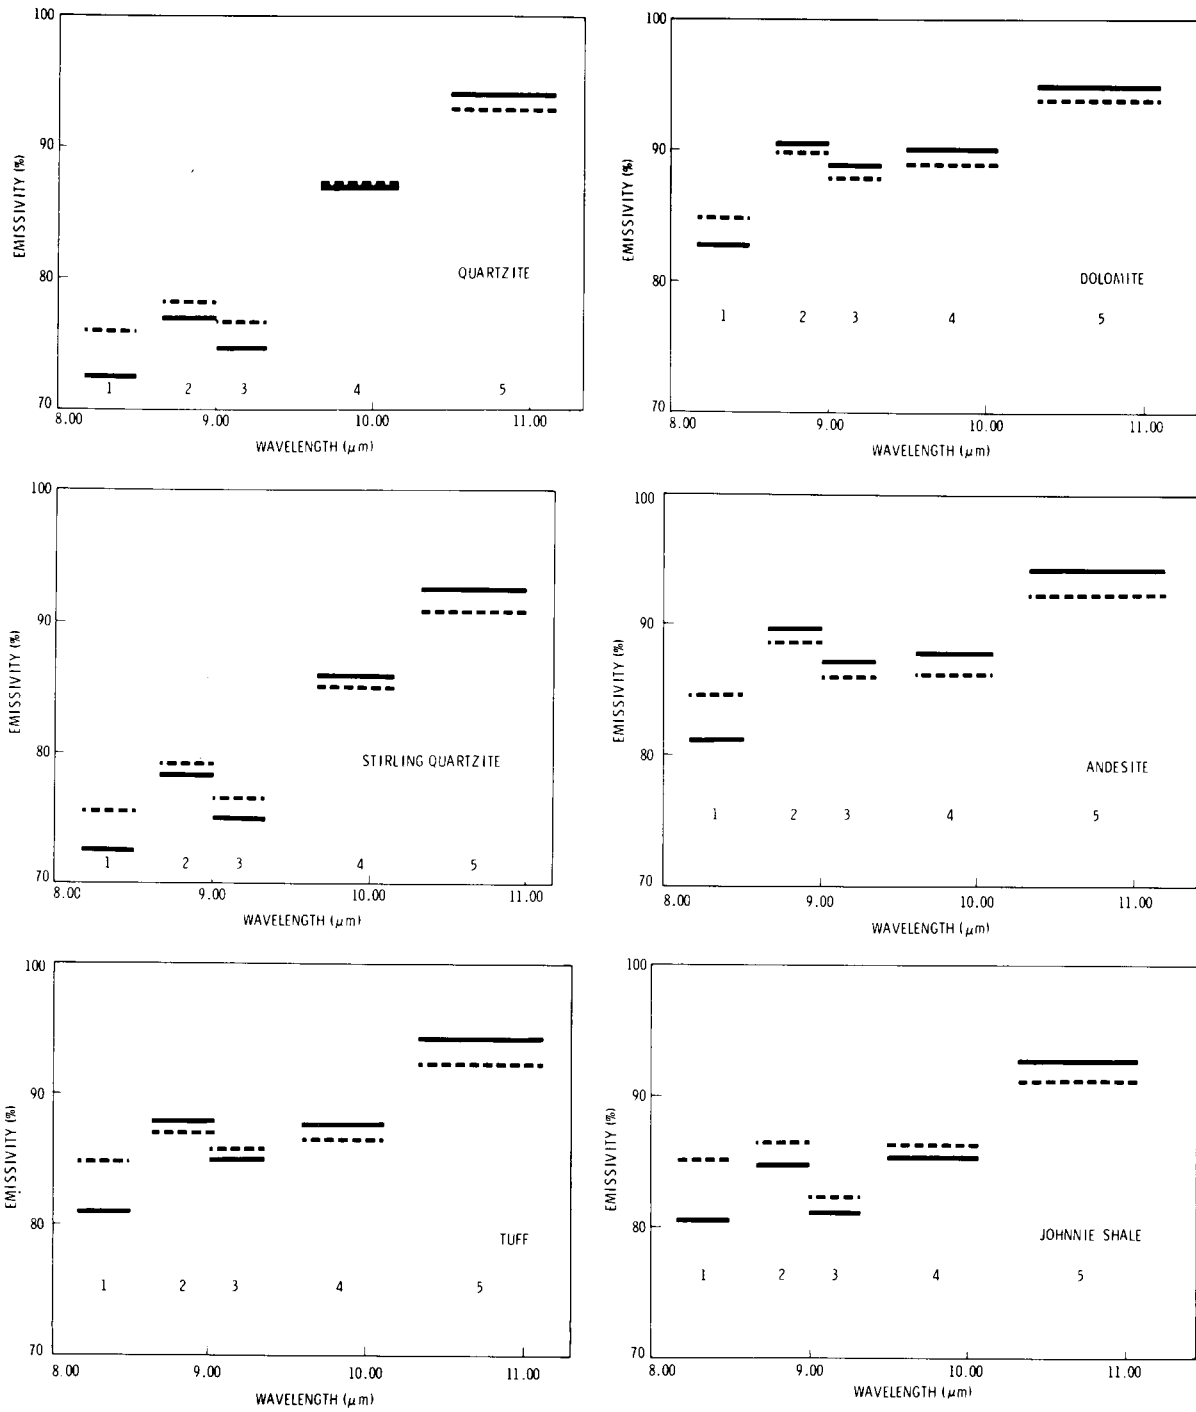 100
90
80
70
EMISSIVITY (%)
QUARTZITE
1 2 3 4 5
8.00 9.00 10.00 11.00
WAVELENGTH (μm)
100
90
80
70
EMISSIVITY (%)
DOLOMITE
1 2 3 4 5
8.00 9.00 10.00 11.00
WAVELENGTH (μm)
100
90
80
70
EMISSIVITY (%)
STIRLING QUARTZITE
1 2 3 4 5
8.00 9.00 10.00 11.00
WAVELENGTH (μm)
100
90
80
70
EMISSIVITY (%)
ANDESITE
1 2 3 4 5
8.00 9.00 10.00 11.00
WAVELENGTH (μm)
100
90
80
70
EMISSIVITY (%)
TUFF
1 2 3 4 5
8.00 9.00 10.00 11.00
WAVELENGTH (μm)
100
90
80
70
EMISSIVITY (%)
JOHNNIE SHALE
1 2 3 4 5
8.00 9.00 10.00 11.00
WAVELENGTH (μm)